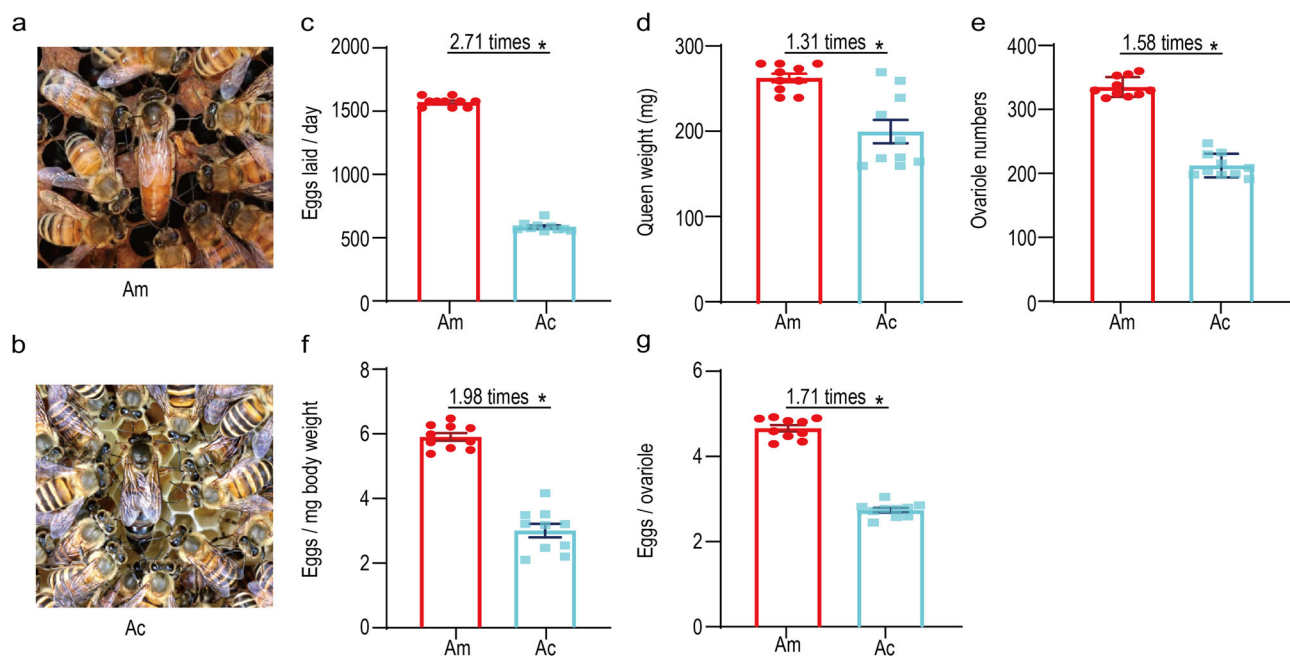 a
Am
b
Ac
c
2.71 times *
Eggs laid / day
2000
1500
1000
500
0
Am
Ac
d
1.31 times *
Queen weight (mg)
300
200
100
0
Am
Ac
e
1.58 times *
Ovariole numbers
400
300
200
100
0
Am
Ac
f
1.98 times *
Eggs / mg body weight
8
6
4
2
0
Am
Ac
g
1.71 times *
Eggs / ovariole
6
4
2
0
Am
Ac